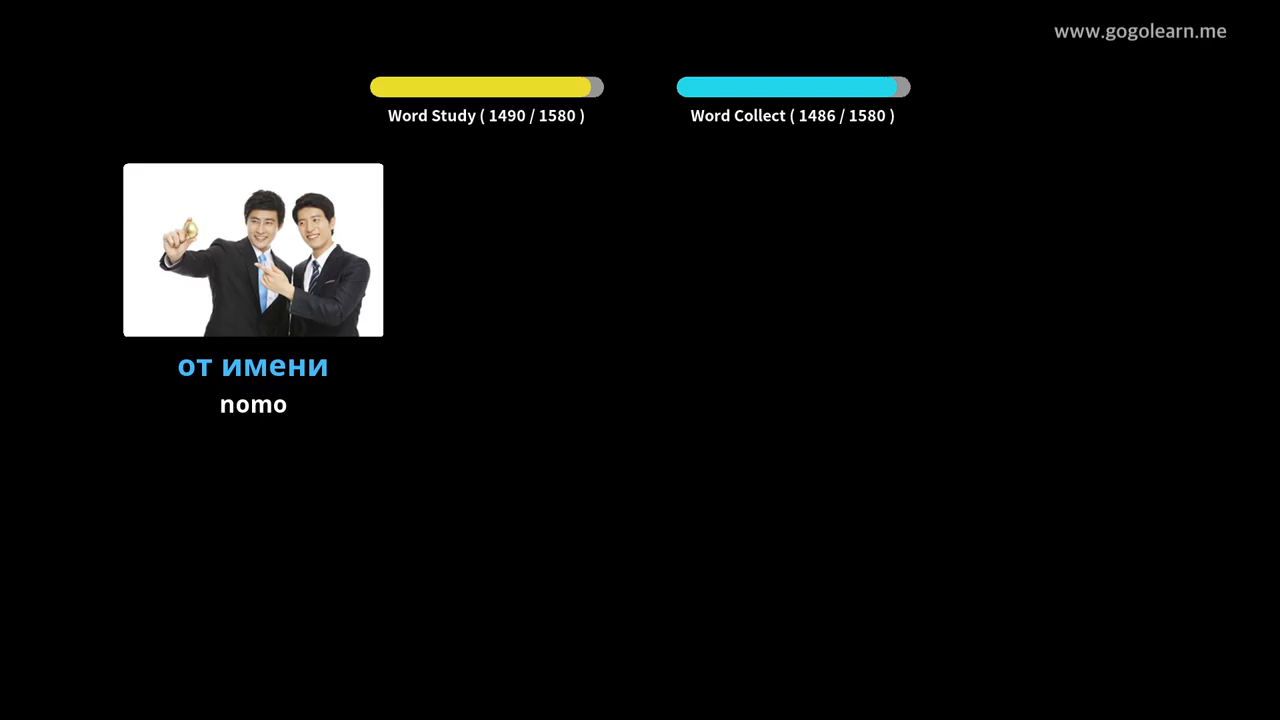 www.gogolearn.me
Word Study ( 1490 / 1580 )
Word Collect ( 1486 / 1580 )
от имени
nomo